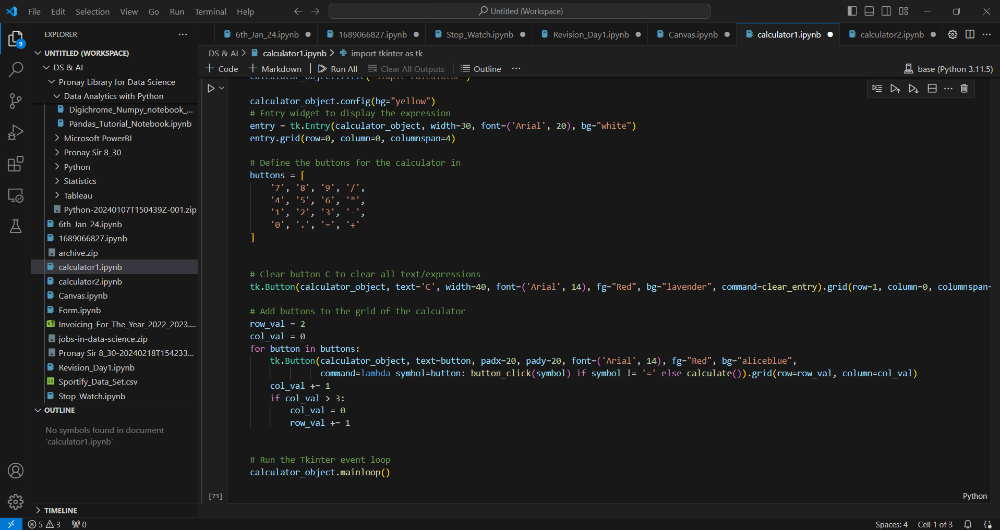 File Edit Selection View Go Run Terminal Help
Untitled (Workspace)
EXPLORER
6th_Jan_24.ipynb
1689066827.ipynb
Stop_Watch.ipynb
Revision_Day1.ipynb
Canvas.ipynb
calculator1.ipynb
calculator2.ipynb
9
UNTITLED (WORKSPACE)
DS & AI
Pronay Library for Data Science
Data Analytics with Python
Digichrome_Numpy_notebook_...
Pandas_Tutorial_Notebook.ipynb
Microsoft PowerBI
Pronay Sir 8_30
Python
Statistics
Tableau
Python-20240107T150439Z-001.zip
6th_Jan_24.ipynb
1689066827.ipynb
archive.zip
calculator1.ipynb
calculator2.ipynb
Canvas.ipynb
Form.ipynb
Invoicing_For_The_Year_2022_2023....
jobs-in-data-science.zip
Pronay Sir 8_30-20240218T154233...
Revision_Day1.ipynb
Sportify_Data_Set.csv
Stop_Watch.ipynb
OUTLINE
No symbols found in document
'calculator1.ipynb'
TIMELINE
DS & AI > calculator1.ipynb > import tkinter as tk
+ Code + Markdown | Run All Clear All Outputs | Outline ...
base (Python 3.11.5)
calculator_object.title("Simple Calculator")
calculator_object.config(bg="yellow")
# Entry widget to display the expression
entry = tk.Entry(calculator_object, width=30, font=('Arial', 20), bg="white")
entry.grid(row=0, column=0, columnspan=4)
# Define the buttons for the calculator in
buttons = [
'7', '8', '9', '/',
'4', '5', '6', '*',
'1', '2', '3', '-',
'0', '.', '=', '+'
]
# Clear button C to clear all text/expressions
tk.Button(calculator_object, text='C', width=40, font=('Arial', 14), fg="Red", bg="lavender", command=clear_entry).grid(row=1, column=0, columnspan=
# Add buttons to the grid of the calculator
row_val = 2
col_val = 0
for button in buttons:
tk.Button(calculator_object, text=button, padx=20, pady=20, font=('Arial', 14), fg="Red", bg="aliceblue",
command=lambda symbol=button: button_click(symbol) if symbol != '=' else calculate()).grid(row=row_val, column=col_val)
col_val += 1
if col_val > 3:
col_val = 0
row_val += 1
# Run the Tkinter event loop
calculator_object.mainloop()
[73]
Python
5 3 0
Spaces: 4 Cell 1 of 3